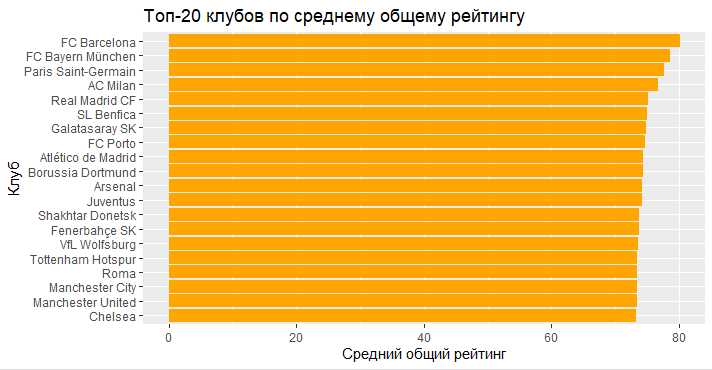 Топ-20 клубов по среднему общему рейтингу
Клуб
FC Barcelona
FC Bayern München
Paris Saint-Germain
AC Milan
Real Madrid CF
SL Benfica
Galatasaray SK
FC Porto
Atlético de Madrid
Borussia Dortmund
Arsenal
Juventus
Shakhtar Donetsk
Fenerbahçe SK
VfL Wolfsburg
Tottenham Hotspur
Roma
Manchester City
Manchester United
Chelsea
0 20 40 60 80
Средний общий рейтинг